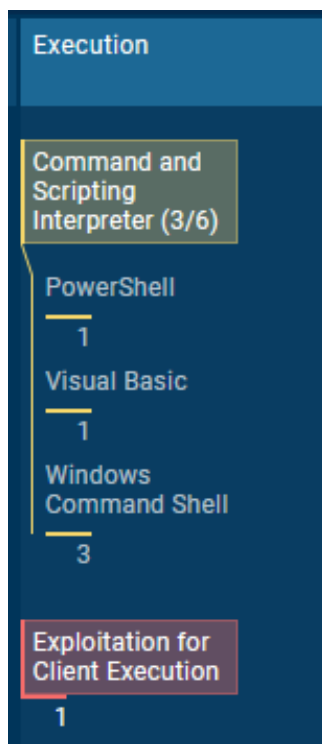 Execution
Command and
Scripting
Interpreter (3/6)
PowerShell
1
Visual Basic
1
Windows
Command Shell
3
Exploitation for
Client Execution
1